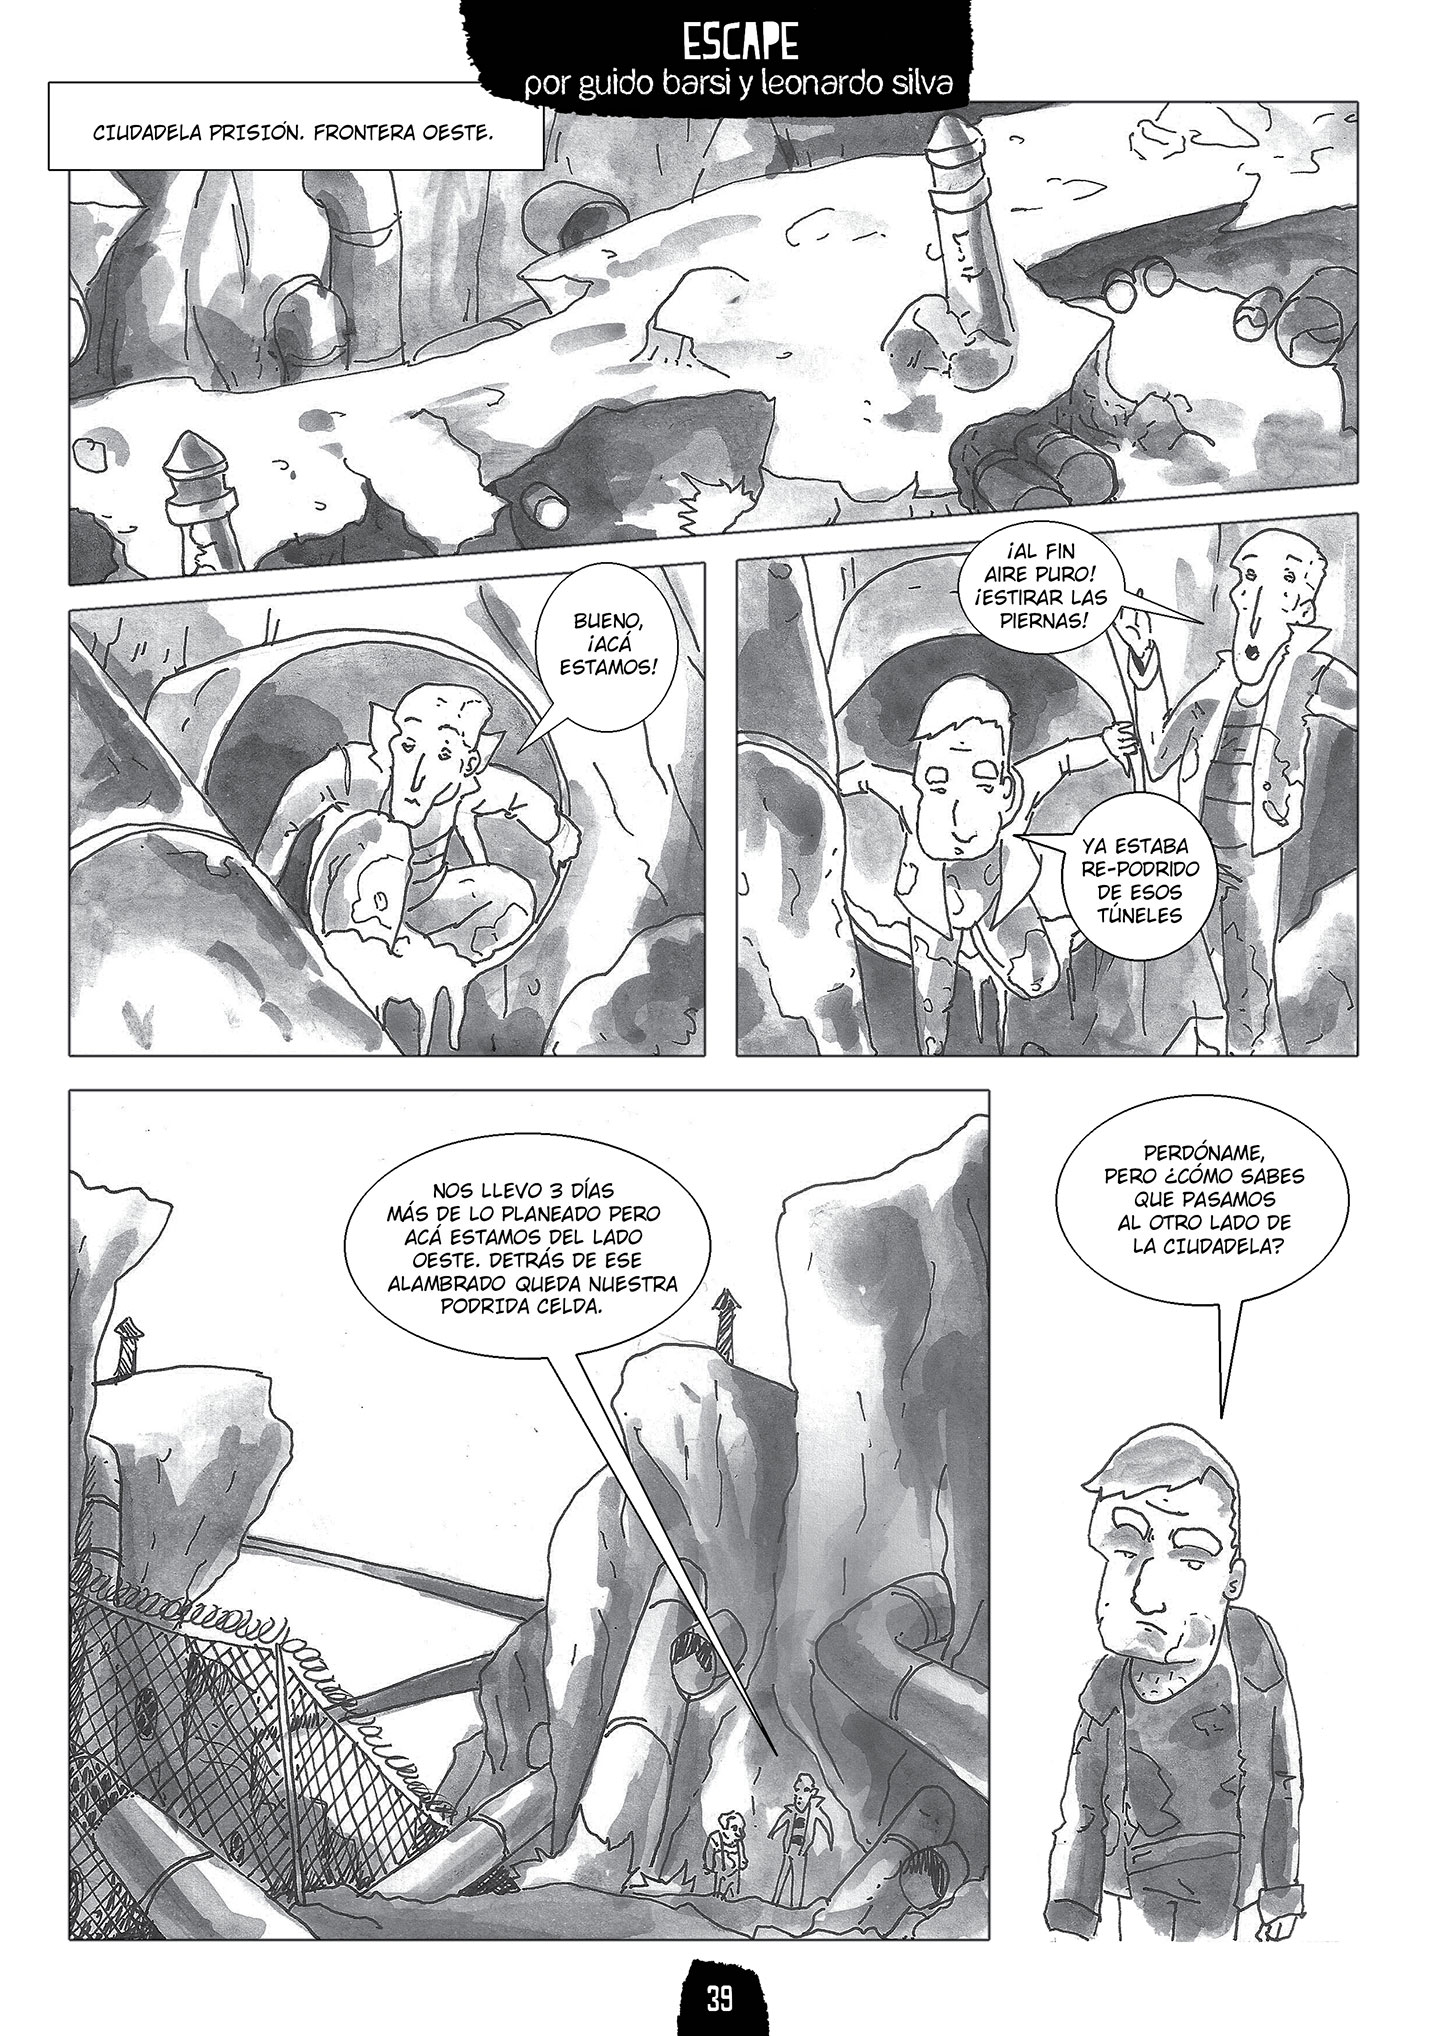 ESCAPE
por guido barsi y leonardo silva
CIUDADELA PRISIÓN. FRONTERA OESTE.
BUENO,
¡ACÁ
ESTAMOS!
¡AL FIN
AIRE PURO!
¡ESTIRAR LAS
PIERNAS!
YA ESTABA
RE-PODRIDO
DE ESOS
TÚNELES
NOS LLEVO 3 DÍAS
MÁS DE LO PLANEADO PERO
ACÁ ESTAMOS DEL LADO
OESTE. DETRÁS DE ESE
ALAMBRADO QUEDA NUESTRA
PODRIDA CELDA.
PERDÓNAME,
PERO ¿CÓMO SABES
QUE PASAMOS
AL OTRO LADO DE
LA CIUDADELA?
39